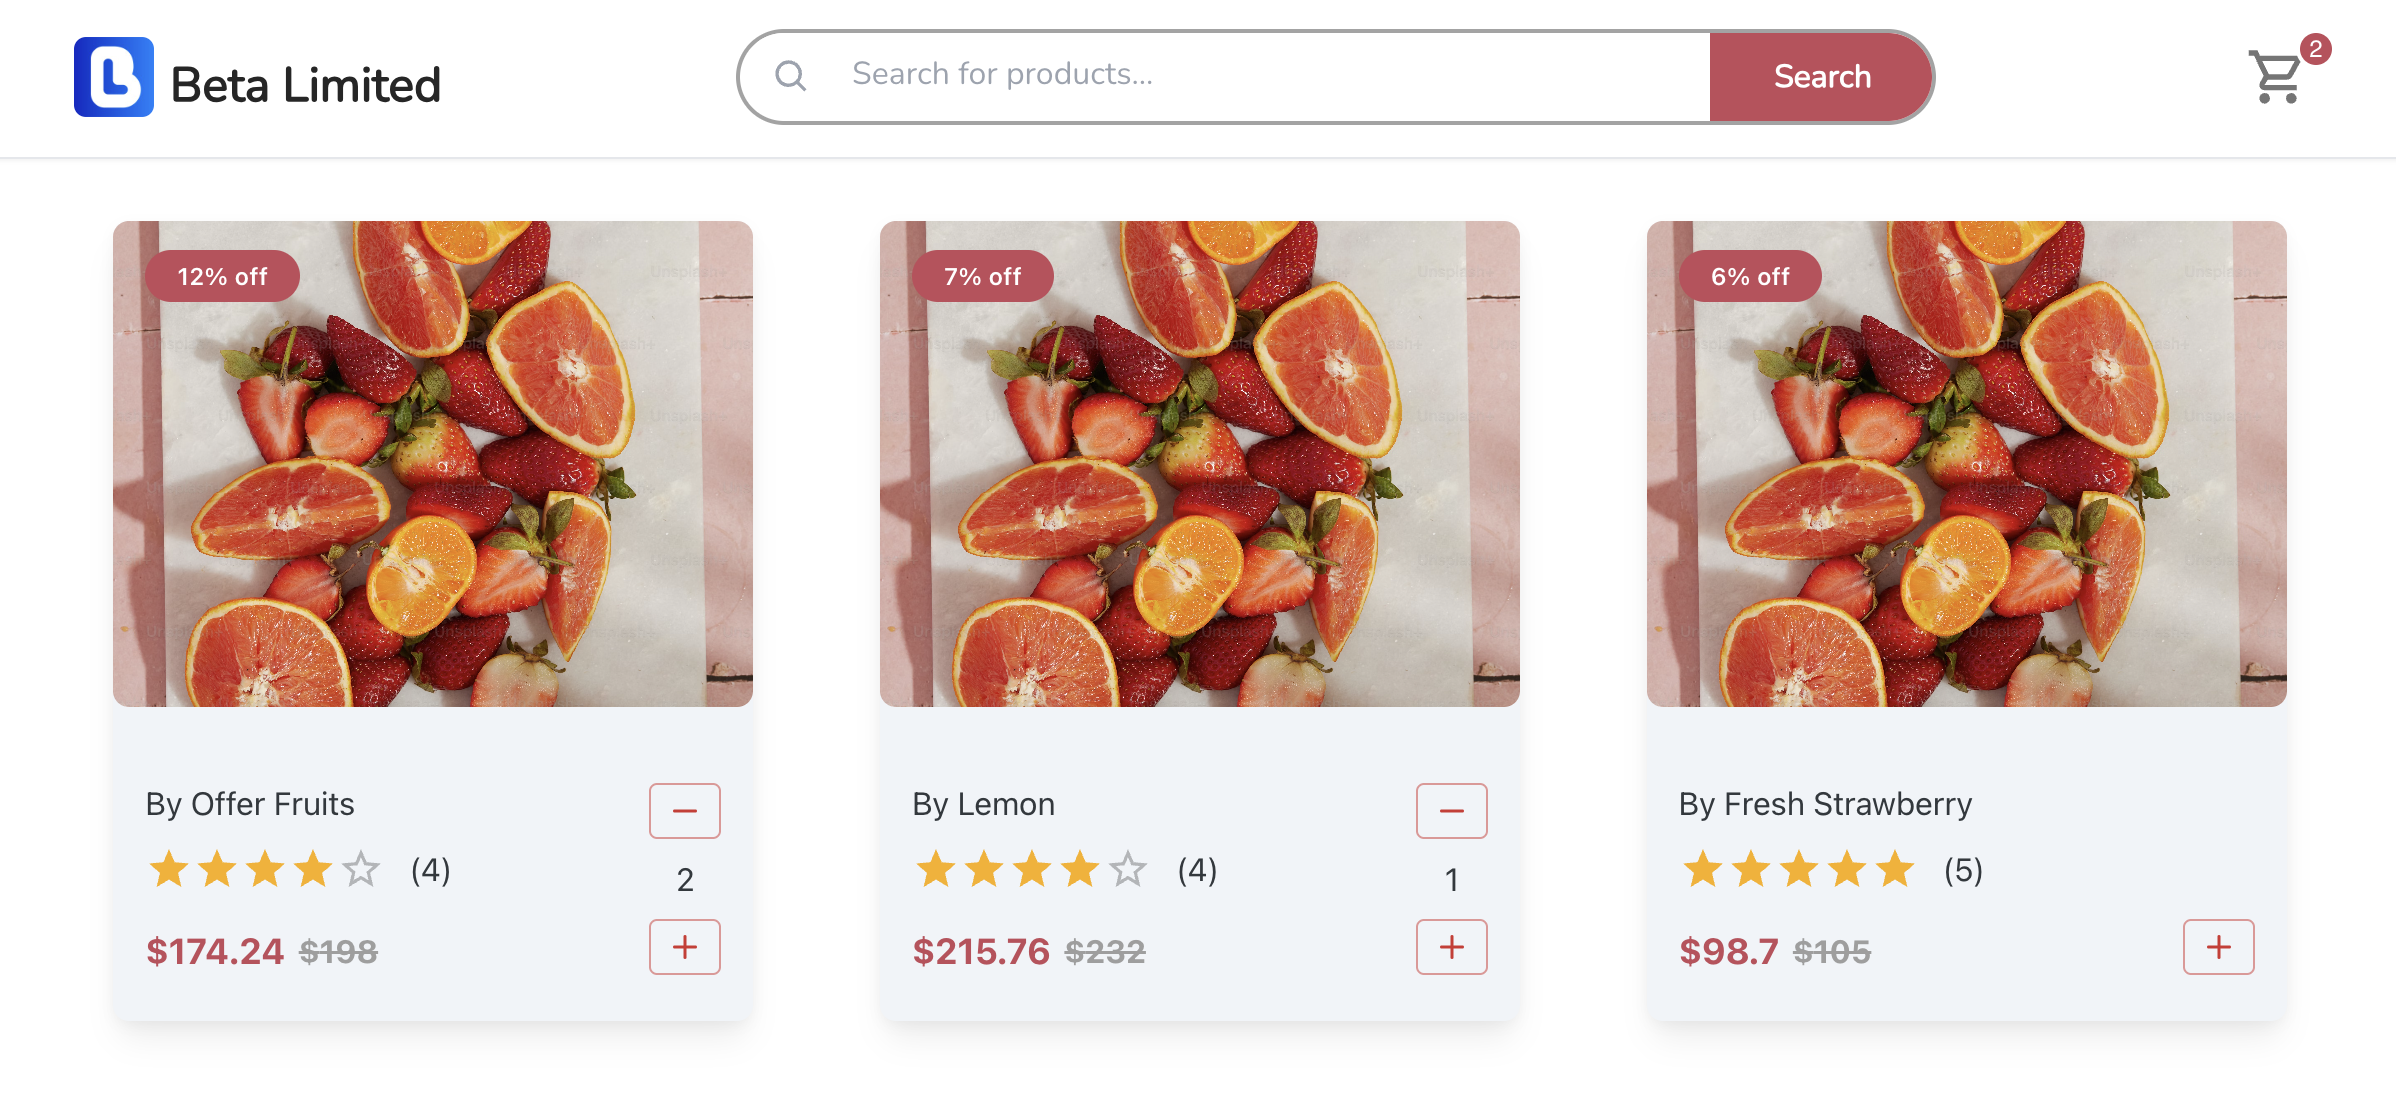 Beta Limited
Search for products...
Search
2
12% off
7% off
6% off
Unsplash+
By Offer Fruits
(4)
2
$174.24 $198
By Lemon
(4)
1
$215.76 $232
By Fresh Strawberry
(5)
$98.7 $105